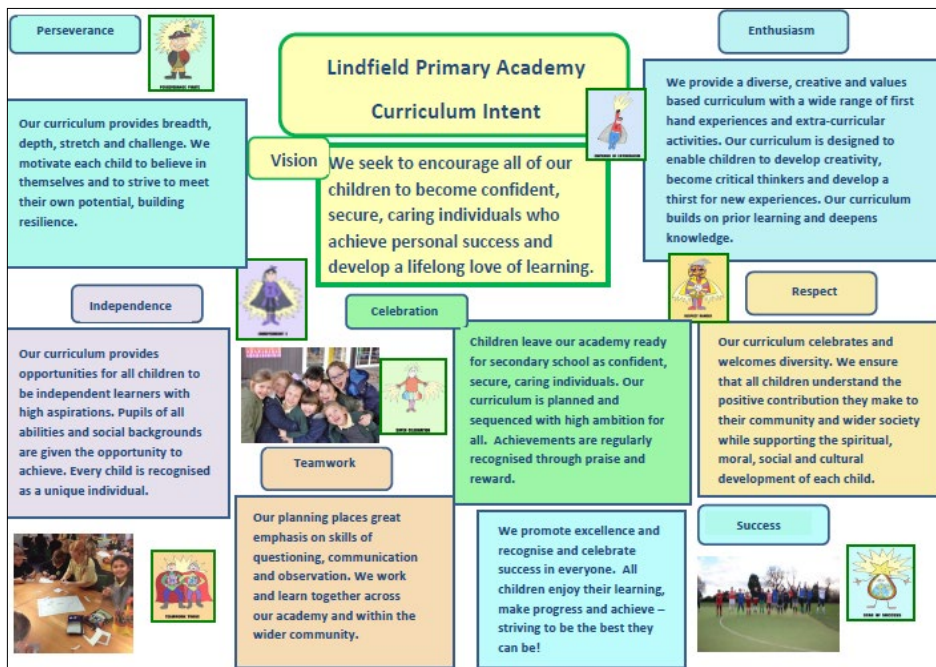 Perseverance
Enthusiasm
Lindfield Primary Academy
Curriculum Intent
Our curriculum provides breadth,
depth, stretch and challenge. We
motivate each child to believe in
themselves and to strive to meet
their own potential, building
resilience.
Vision
We seek to encourage all of our
children to become confident,
secure, caring individuals who
achieve personal success and
develop a lifelong love of learning.
We provide a diverse, creative and values
based curriculum with a wide range of first
hand experiences and extra-curricular
activities. Our curriculum is designed to
enable children to develop creativity,
become critical thinkers and develop a
thirst for new experiences. Our curriculum
builds on prior learning and deepens
knowledge.
Independence
Our curriculum provides
opportunities for all children to
be independent learners with
high aspirations. Pupils of all
abilities and social backgrounds
are given the opportunity to
achieve. Every child is recognised
as a unique individual.
Celebration
Children leave our academy ready
for secondary school as confident,
secure, caring individuals. Our
curriculum is planned and
sequenced with high ambition for
all. Achievements are regularly
recognised through praise and
reward.
Respect
Our curriculum celebrates and
welcomes diversity. We ensure
that all children understand the
positive contribution they make to
their community and wider society
while supporting the spiritual,
moral, social and cultural
development of each child.
Teamwork
Our planning places great
emphasis on skills of
questioning, communication
and observation. We work
and learn together across
our academy and within the
wider community.
We promote excellence and
recognise and celebrate
success in everyone. All
children enjoy their learning,
make progress and achieve –
striving to be the best they
can be!
Success